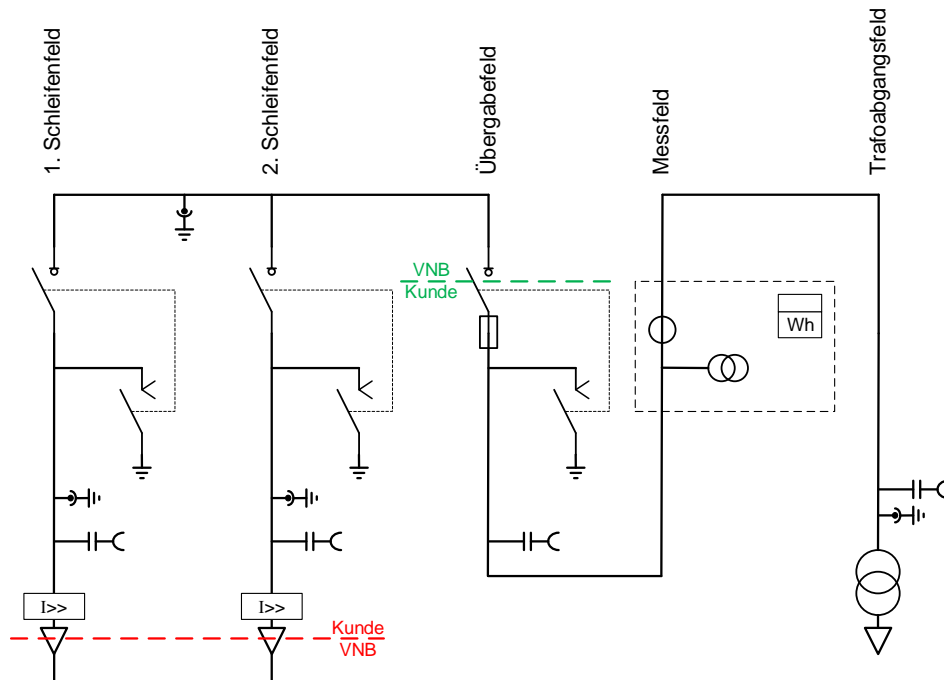 1. Schleifenfeld
2. Schleifenfeld
Übergabefeld
Messfeld
Trafoabgangsfeld
VNB
Kunde
Wh
I>>
I>>
Kunde
VNB